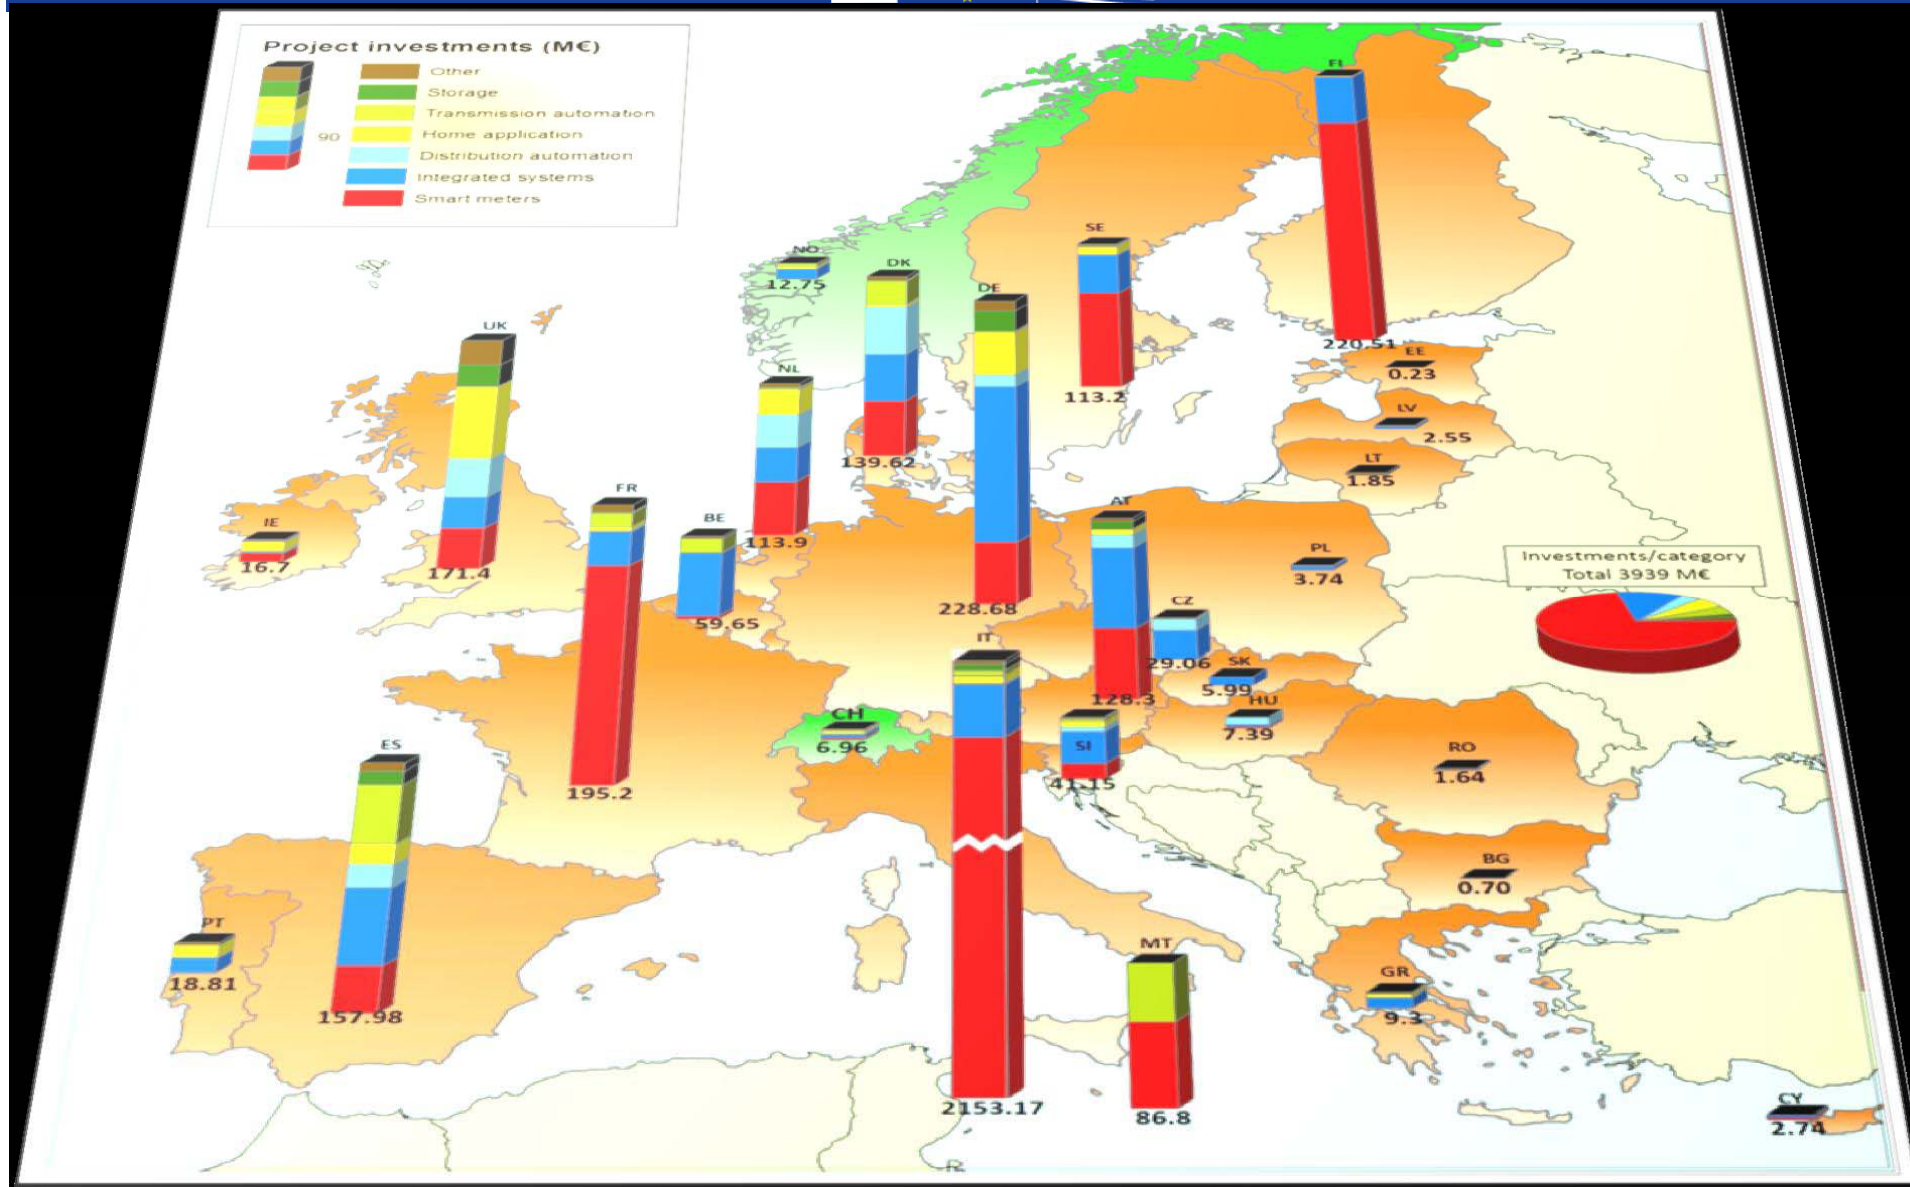 Project investments (M€)
Other
Storage
Transmission automation
90
Home application
Distribution automation
Integrated systems
Smart meters
FI
220.51
SE
113.2
NO
12.75
DK
139.62
DE
228.68
EE
0.23
LV
2.55
LT
1.85
UK
171.4
NL
113.9
IE
16.7
FR
195.2
BE
59.65
AT
128.3
PL
3.74
Investments/category
Total 3939 M€
CZ
29.06
SK
5.99
HU
7.39
IT
2153.17
CH
6.96
SI
41.15
RO
1.64
ES
157.98
BG
0.70
PT
18.81
MT
86.8
GR
9.3
CY
2.74